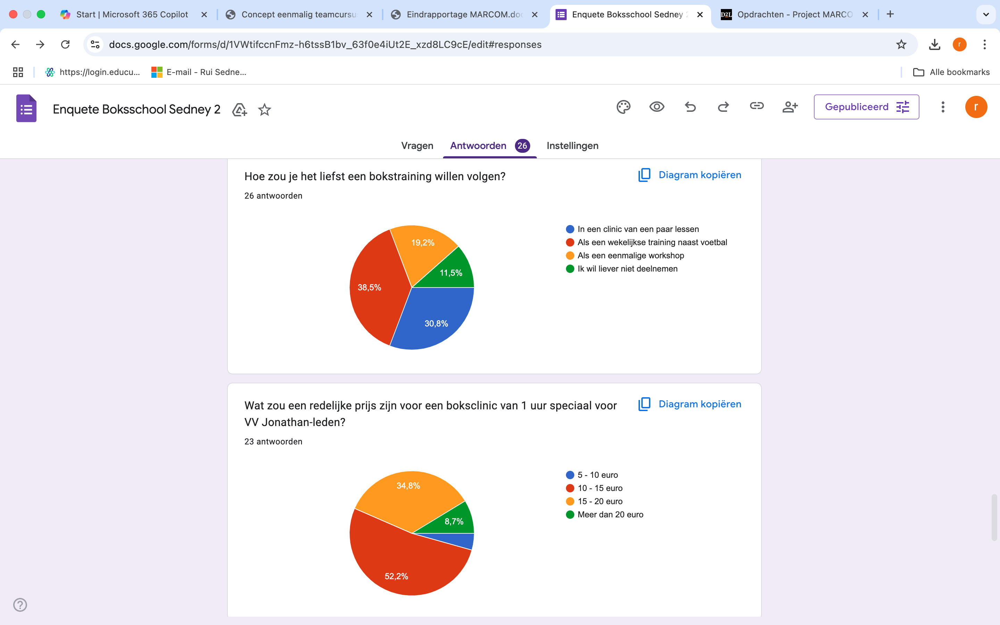 Start | Microsoft 365 Copilot
Concept eenmalig teamcursu
Eindrapportage MARCOM.doc
Enquete Boksschool Sedney 2
D2L Opdrachten - Project MARCO
docs.google.com/forms/d/1VWtifccnFmz-h6tssB1bv_63f0e4iUt2E_xzd8LC9cE/edit#responses
r
https://login.educu...
E-mail - Rui Sedne...
Alle bookmarks
Enquete Boksschool Sedney 2
Gepubliceerd
r
Vragen
Antwoorden 26
Instellingen
Hoe zou je het liefst een bokstraining willen volgen?
Diagram kopiëren
26 antwoorden
19,2%
11,5%
38,5%
30,8%
In een clinic van een paar lessen
Als een wekelijkse training naast voetbal
Als een eenmalige workshop
Ik wil liever niet deelnemen
Wat zou een redelijke prijs zijn voor een boksclinic van 1 uur speciaal voor
VV Jonathan-leden?
Diagram kopiëren
23 antwoorden
34,8%
8,7%
52,2%
5 - 10 euro
10 - 15 euro
15 - 20 euro
Meer dan 20 euro